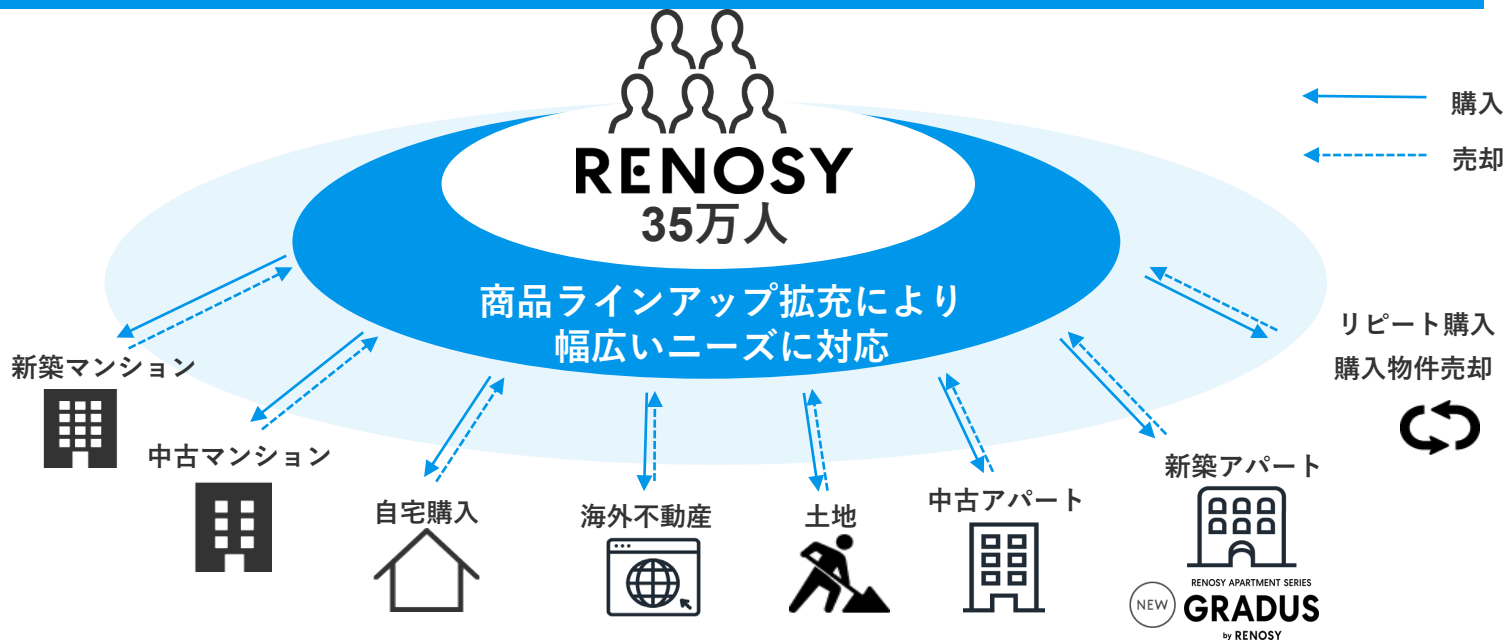 RENOSY
35万人
購入
売却
商品ラインアップ拡充により
幅広いニーズに対応
新築マンション
中古マンション
自宅購入
海外不動産
土地
中古アパート
新築アパート
RENOSY APARTMENT SERIES
NEW
GRADUS
by RENOSY
リピート購入
購入物件売却